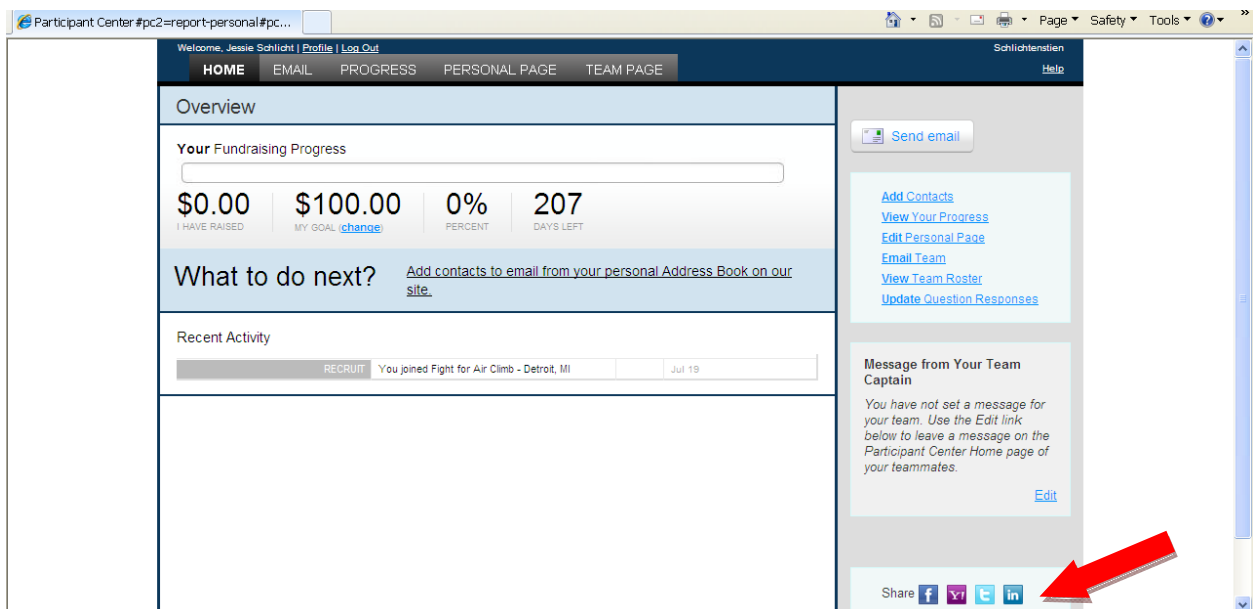 Participant Center#pc2=report-personal#pc...
Page Safety Tools »
Welcome, Jessie Schlicht | Profile | Log Out
Schlichtenstien
HOME EMAIL PROGRESS PERSONAL PAGE TEAM PAGE
Help
Overview
Send email
Your Fundraising Progress
$0.00 $100.00 0% 207
I HAVE RAISED MY GOAL (change) PERCENT DAYS LEFT
Add Contacts
View Your Progress
Edit Personal Page
Email Team
View Team Roster
Update Question Responses
What to do next? Add contacts to email from your personal Address Book on our
site.
Recent Activity
RECRUIT You joined Fight for Air Climb - Detroit, MI Jul 19
Message from Your Team
Captain
You have not set a message for
your team. Use the Edit link
below to leave a message on the
Participant Center Home page of
your teammates.
Edit
Share f Y! t in